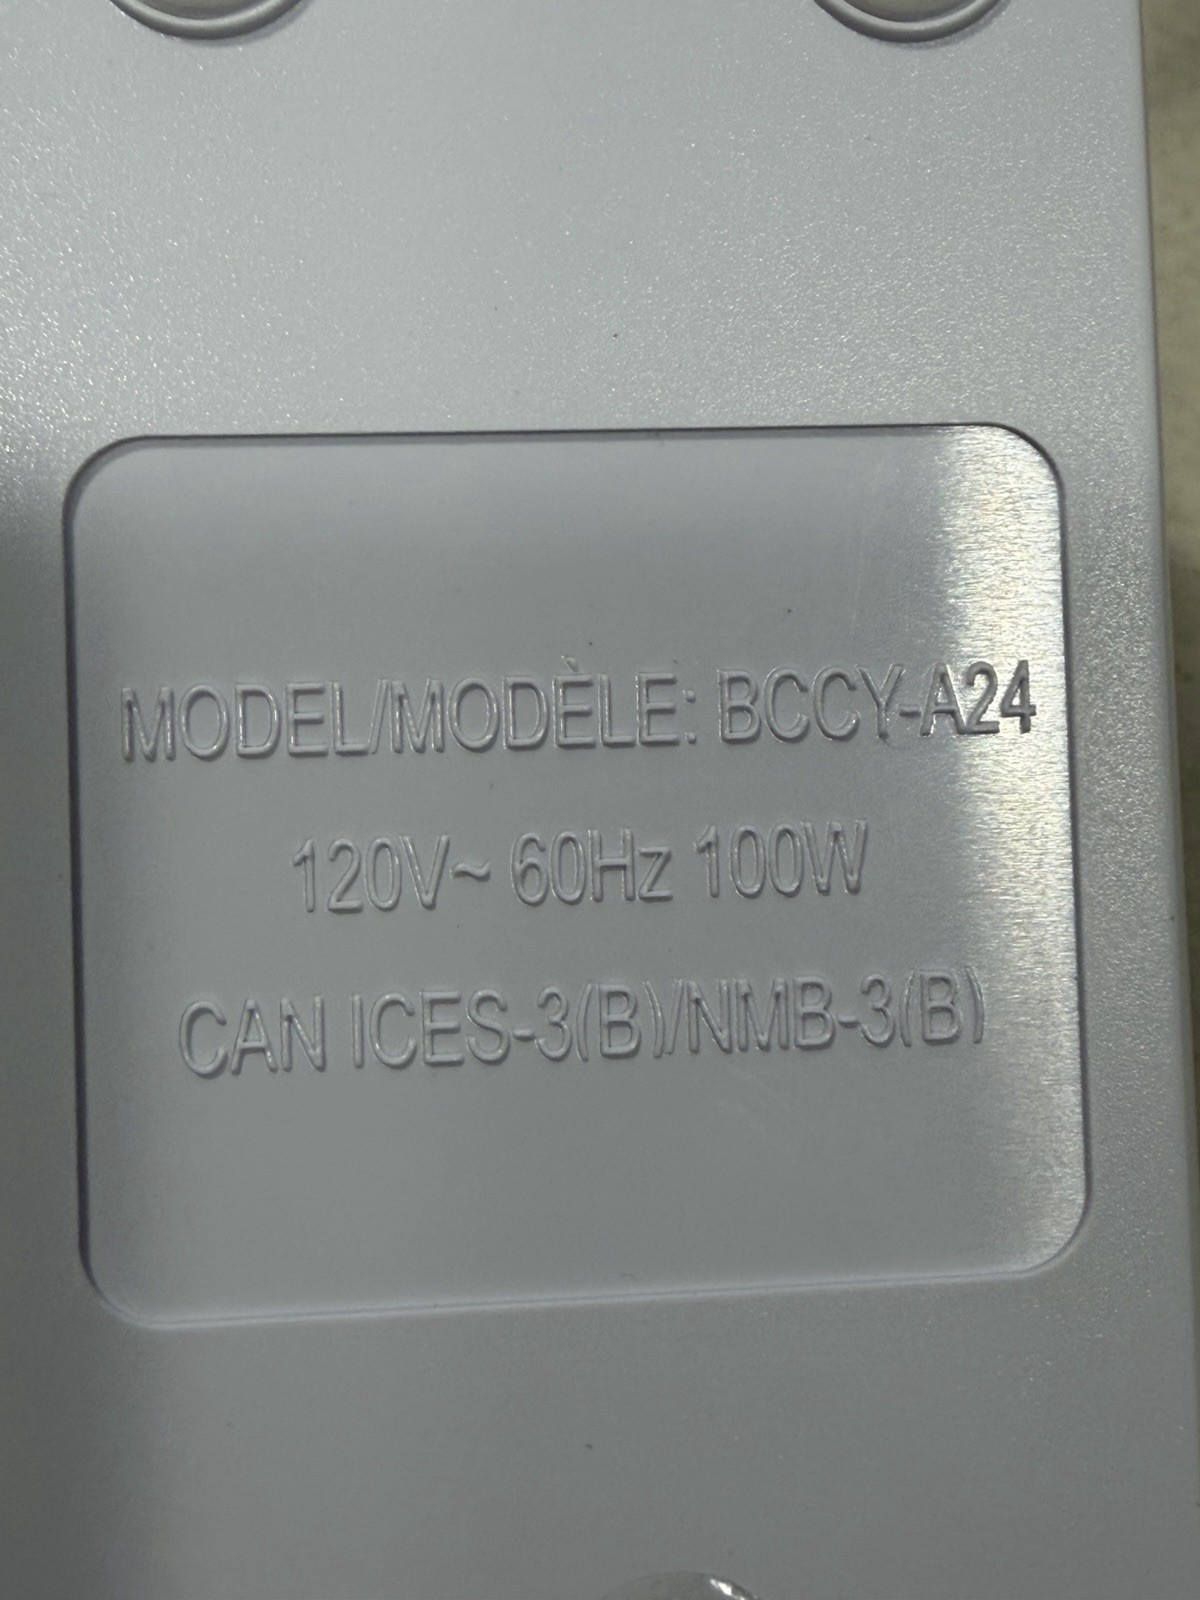 MODEL/MODÈLE: BCCY-A24
120V~ 60Hz 100W
CAN ICES-3(B)/NMB-3(B)